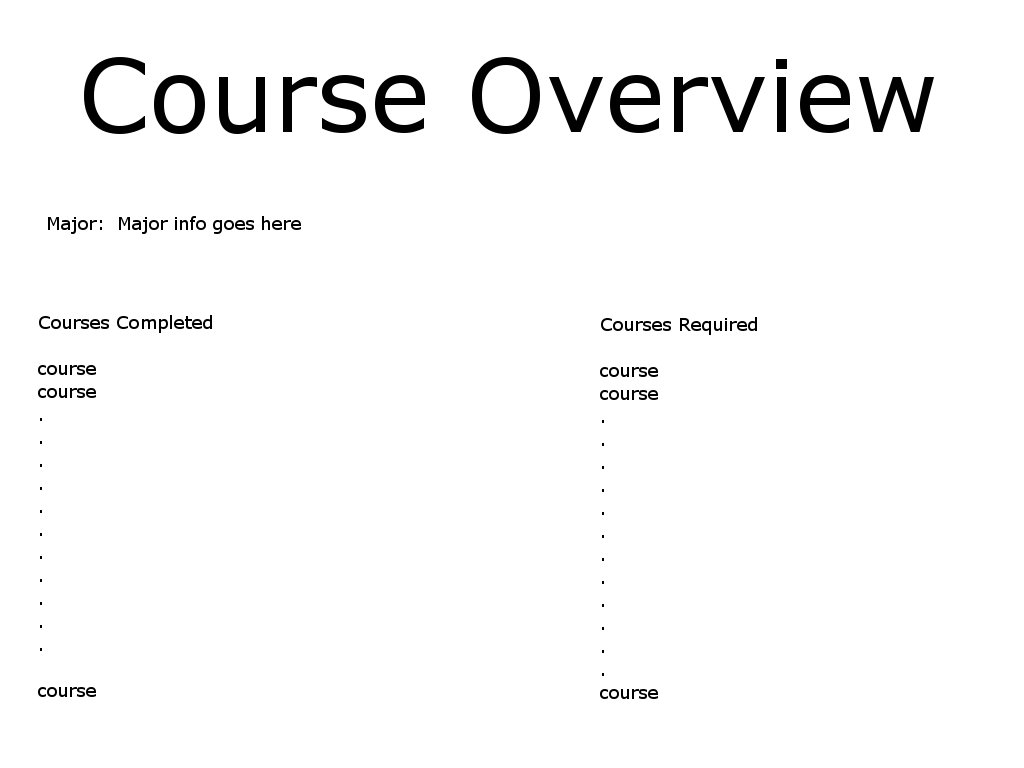 Course Overview
Major:  Major info goes here
Courses Completed
course
course
.
.
.
.
.
.
.
.
.
.
.
course
Courses Required
course
course
.
.
.
.
.
.
.
.
.
.
.
.
course